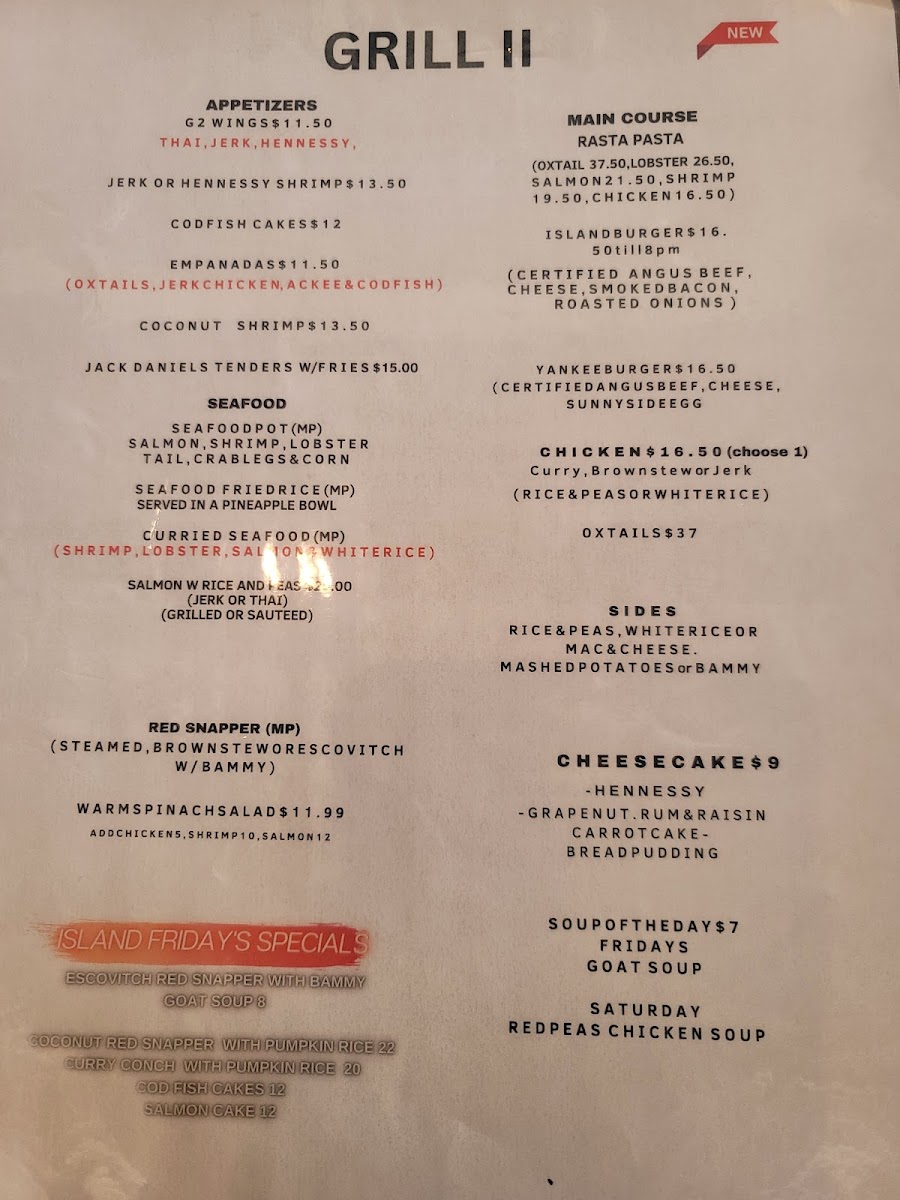 GRILL II
NEW
APPETIZERS
G2 WINGS$11.50
THAI,JERK,HENNESSY,
JERK OR HENNESSY SHRIMP$13.50
CODFISH CAKES$12
EMPANADAS$11.50
(OXTAILS,JERKCHICKEN,ACKEE&CODFISH)
COCONUT SHRIMP$13.50
JACK DANIELS TENDERS W/FRIES $15.00
SEAFOOD
SEAFOODPOT(MP)
SALMON,SHRIMP,LOBSTER
TAIL,CRABLEGS&CORN
SEAFOOD FRIEDRICE(MP)
SERVED IN A PINEAPPLE BOWL
CURRIED SEAFOOD(MP)
(SHRIMP,LOBSTER,SALMON&WHITERICE)
SALMON W RICE AND PEAS
(JERK OR THAI)
(GRILLED OR SAUTEED)
RED SNAPPER (MP)
(STEAMED,BROWNSTEWORESCOVITCH
W/BAMMY)
WARMSPINACHSALAD$11.99
ADDCHICKEN5,SHRIMP10,SALMON12
ISLAND FRIDAY'S SPECIALS
ESCOVITCH RED SNAPPER WITH BAMMY
GOAT SOUP 8
COCONUT RED SNAPPER WITH PUMPKIN RICE 22
CURRY CONCH WITH PUMPKIN RICE 20
COD FISH CAKES 12
SALMON CAKE 12
MAIN COURSE
RASTA PASTA
(OXTAIL 37.50,LOBSTER 26.50,
SALMON21.50,SHRIMP
19.50,CHICKEN16.50)
ISLANDBURGER$16.
50till8pm
(CERTIFIED ANGUS BEEF,
CHEESE,SMOKEDBACON,
ROASTED ONIONS )
YANKEEBURGER$16.50
(CERTIFIEDANGUSBEEF,CHEESE,
SUNNYSIDEEGG
CHICKEN$16.50(choose 1)
Curry,BrownsteworJerk
(RICE&PEASORWHITERICE)
OXTAILS$37
SIDES
RICE&PEAS,WHITERICEOR
MAC&CHEESE.
MASHEDPOTATOESorBAMMY
CHEESECAKE$9
-HENNESSY
-GRAPENUT.RUM&RAISIN
CARROTCAKE-
BREADPUDDING
SOUPOFTHEDAY$7
FRIDAYS
GOAT SOUP
SATURDAY
REDPEAS CHICKEN SOUP